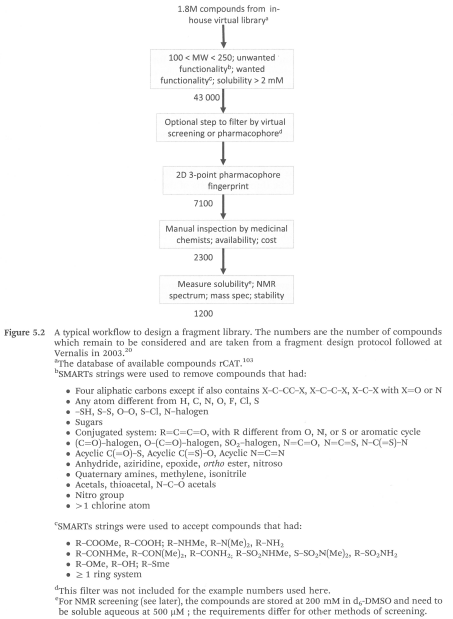 1.8M compounds from in-
house virtual libraryᵃ
100 < MW < 250; unwanted
functionalityᵇ; wanted
functionalityᶜ; solubility > 2 mM
43 000
Optional step to filter by virtual
screening or pharmacophoreᵈ
2D 3-point pharmacophore
fingerprint
7100
Manual inspection by medicinal
chemists; availability; cost
2300
Measure solubilityᵉ; NMR
spectrum; mass spec; stability
1200
Figure 5.2 A typical workflow to design a fragment library. The numbers are the number of compounds
which remain to be considered and are taken from a fragment design protocol followed at
Vernalis in 2003.²⁰
ᵃThe database of available compounds rCAT.¹⁰³
ᵇSMARTs strings were used to remove compounds that had:
• Four aliphatic carbons except if also contains X–C–CC–X, X–C–C–X, X–C–X with X=O or N
• Any atom different from H, C, N, O, F, Cl, S
• –SH, S–S, O–O, S–Cl, N–halogen
• Sugars
• Conjugated system: R=C=C=O, with R different from O, N, or S or aromatic cycle
• (C=O)–halogen, O–(C=O)–halogen, SO₂–halogen, N=C=O, N=C=S, N–C(=S)–N
• Acyclic C(=O)–S, Acyclic C(=S)–O, Acyclic N=C=N
• Anhydride, aziridine, epoxide, ortho ester, nitroso
• Quaternary amines, methylene, isonitrile
• Acetals, thioacetal, N–C–O acetals
• Nitro group
• >1 chlorine atom
ᶜSMARTs strings were used to accept compounds that had:
• R–COOMe, R–COOH; R–NHMe, R–N(Me)₂, R–NH₂
• R–CONHMe, R–CON(Me)₂, R–CONH₂, R–SO₂NHMe, S–SO₂N(Me)₂, R–SO₂NH₂
• R–OMe, R–OH; R–Sme
• ≥ 1 ring system
ᵈThis filter was not included for the example numbers used here.
ᵉFor NMR screening (see later), the compounds are stored at 200 mM in d₆-DMSO and need to
be soluble aqueous at 500 μM ; the requirements differ for other methods of screening.